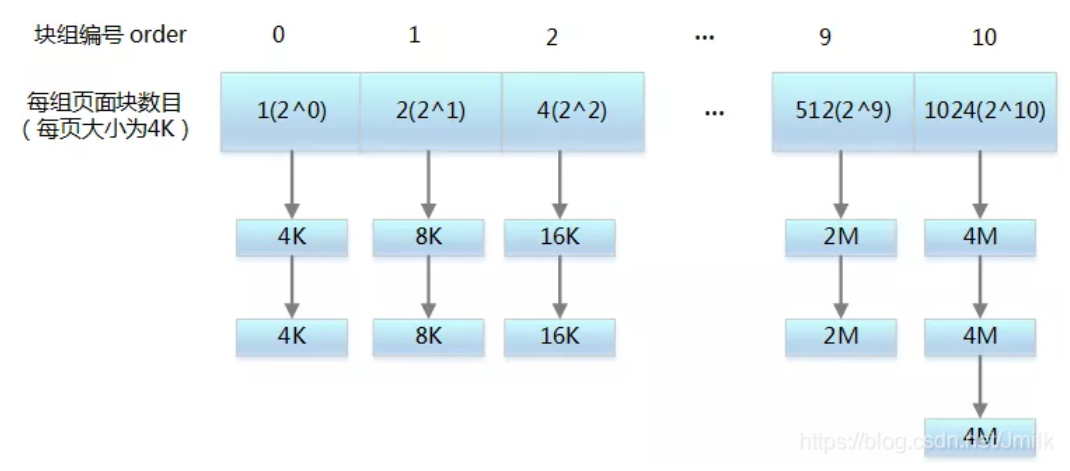 块组编号 order 0 1 2 ... 9 10
每组页面块数目
（每页大小为4K） 1(2^0) 2(2^1) 4(2^2) ... 512(2^9) 1024(2^10)
4K 8K 16K 2M 4M
4K 8K 16K 2M 4M
4M
https://blog.csdn.net/Jmilk